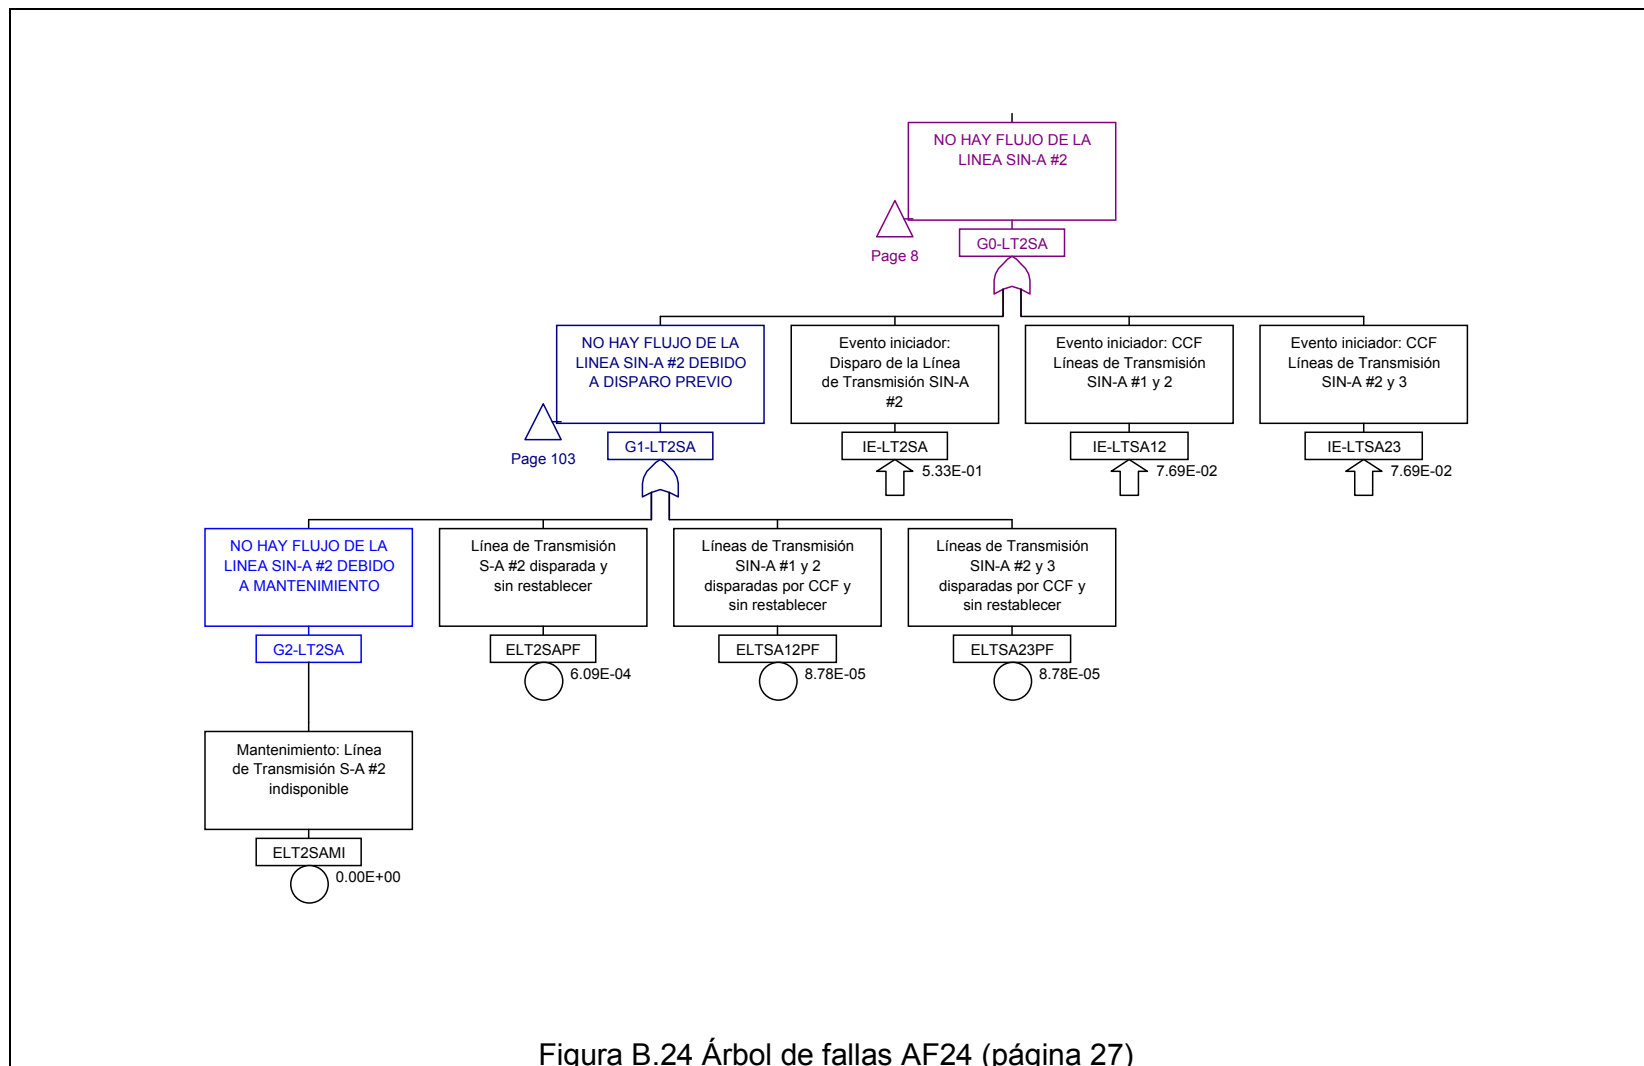 NO HAY FLUJO DE LA
LINEA SIN-A #2
Page 8
G0-LT2SA
NO HAY FLUJO DE LA
LINEA SIN-A #2 DEBIDO
A DISPARO PREVIO
Page 103
G1-LT2SA
Evento iniciador:
Disparo de la Línea
de Transmisión SIN-A
#2
IE-LT2SA
5.33E-01
Evento iniciador: CCF
Líneas de Transmisión
SIN-A #1 y 2
IE-LTSA12
7.69E-02
Evento iniciador: CCF
Líneas de Transmisión
SIN-A #2 y 3
IE-LTSA23
7.69E-02
NO HAY FLUJO DE LA
LINEA SIN-A #2 DEBIDO
A MANTENIMIENTO
G2-LT2SA
Línea de Transmisión
S-A #2 disparada y
sin restablecer
ELT2SAPF
6.09E-04
Líneas de Transmisión
SIN-A #1 y 2
disparadas por CCF y
sin restablecer
ELTSA12PF
8.78E-05
Líneas de Transmisión
SIN-A #2 y 3
disparadas por CCF y
sin restablecer
ELTSA23PF
8.78E-05
Mantenimiento: Línea
de Transmisión S-A #2
indisponible
ELT2SAMI
0.00E+00
Figura B.24 Árbol de fallas AF24 (página 27)